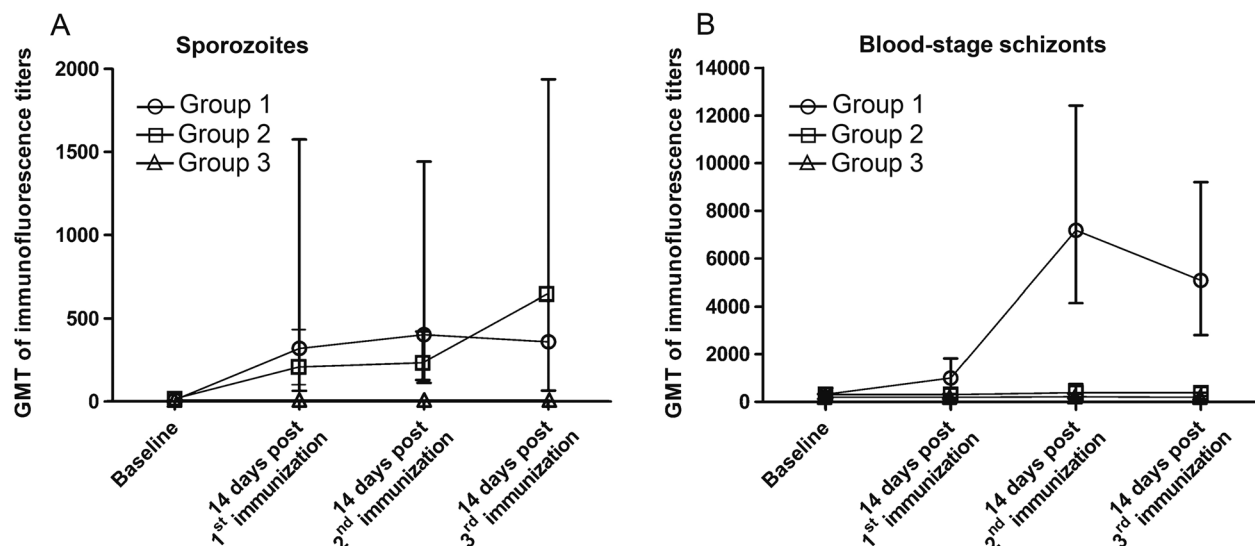 A
Sporozoites
GMT of immunofluorescence titers
2000
1500
1000
500
0
Group 1
Group 2
Group 3
Baseline
14 days post
1st immunization
14 days post
2nd immunization
14 days post
3rd immunization
B
Blood-stage schizonts
GMT of immunofluorescence titers
14000
12000
10000
8000
6000
4000
2000
0
Group 1
Group 2
Group 3
Baseline
14 days post
1st immunization
14 days post
2nd immunization
14 days post
3rd immunization